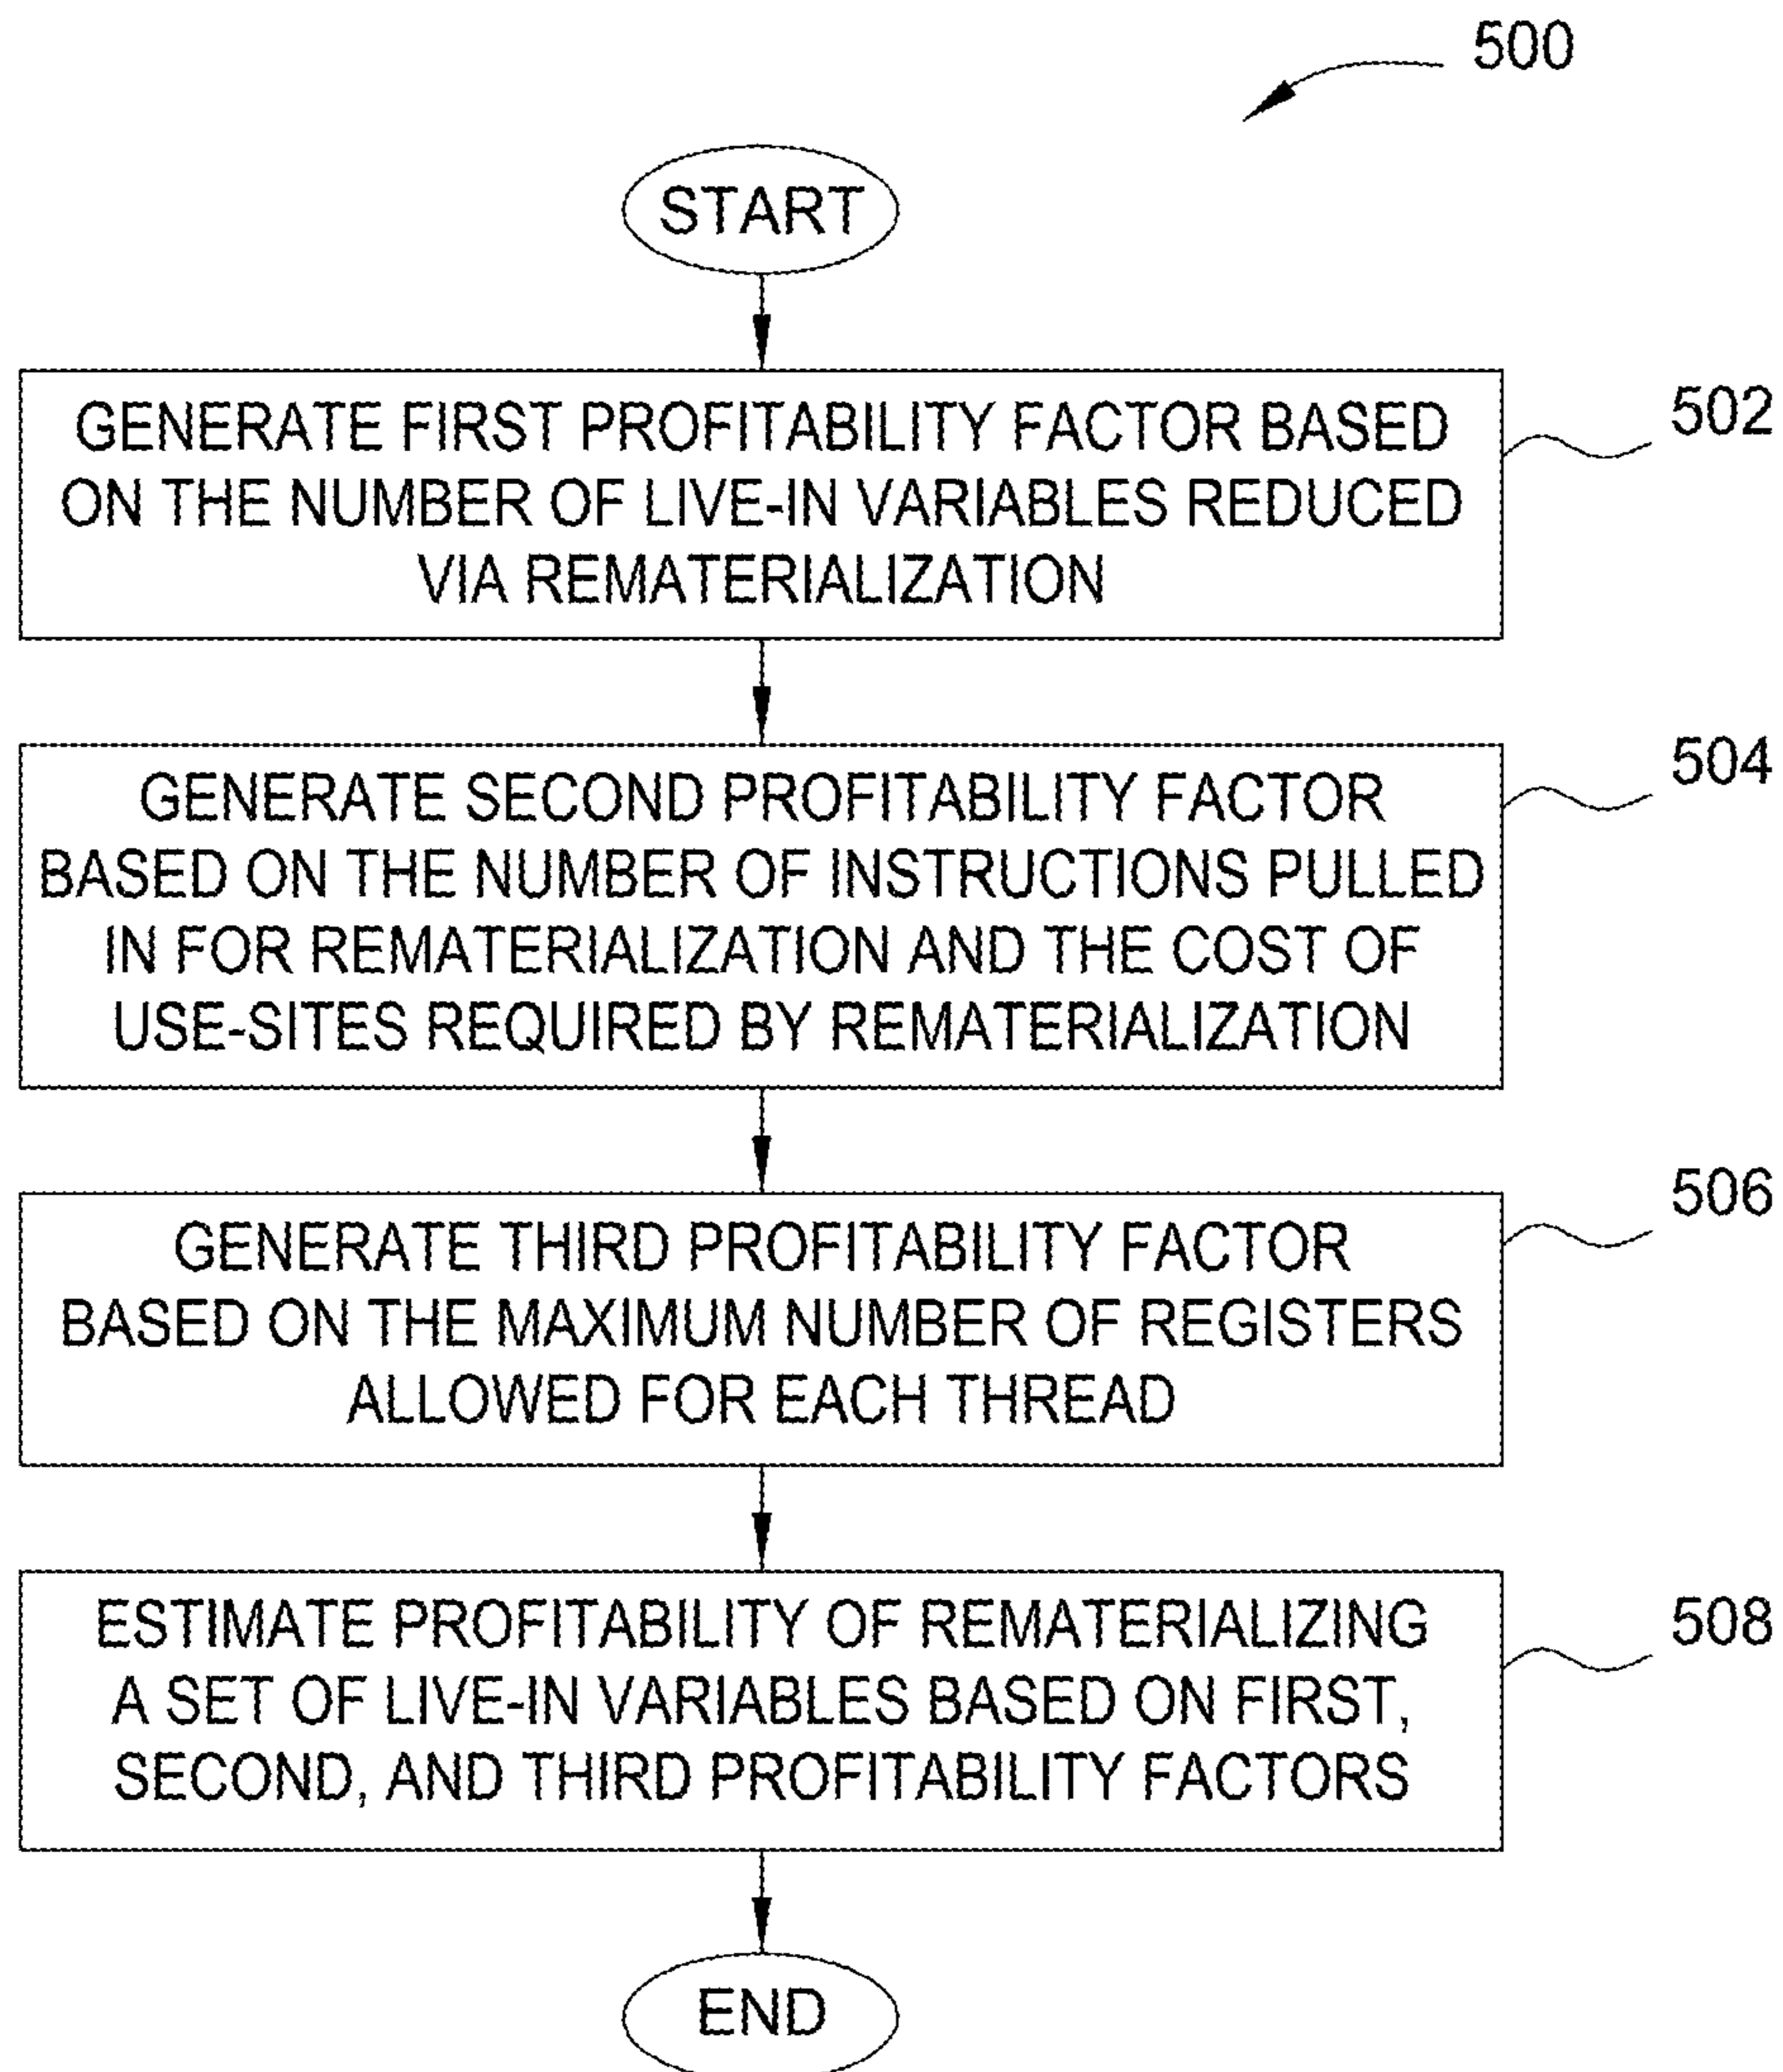 500
START
GENERATE FIRST PROFITABILITY FACTOR BASED
ON THE NUMBER OF LIVE-IN VARIABLES REDUCED
VIA REMATERIALIZATION
502
GENERATE SECOND PROFITABILITY FACTOR
BASED ON THE NUMBER OF INSTRUCTIONS PULLED
IN FOR REMATERIALIZATION AND THE COST OF
USE-SITES REQUIRED BY REMATERIALIZATION
504
GENERATE THIRD PROFITABILITY FACTOR
BASED ON THE MAXIMUM NUMBER OF REGISTERS
ALLOWED FOR EACH THREAD
506
ESTIMATE PROFITABILITY OF REMATERIALIZING
A SET OF LIVE-IN VARIABLES BASED ON FIRST,
SECOND, AND THIRD PROFITABILITY FACTORS
508
END